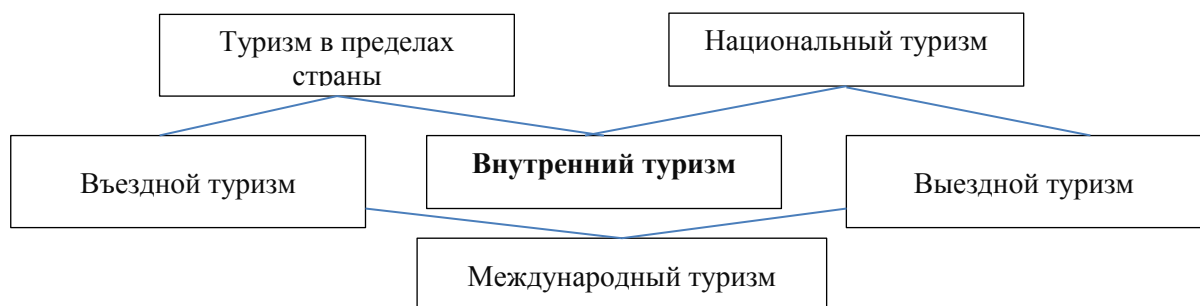 Туризм в пределах
страны
Национальный туризм
Въездной туризм
Внутренний туризм
Выездной туризм
Международный туризм